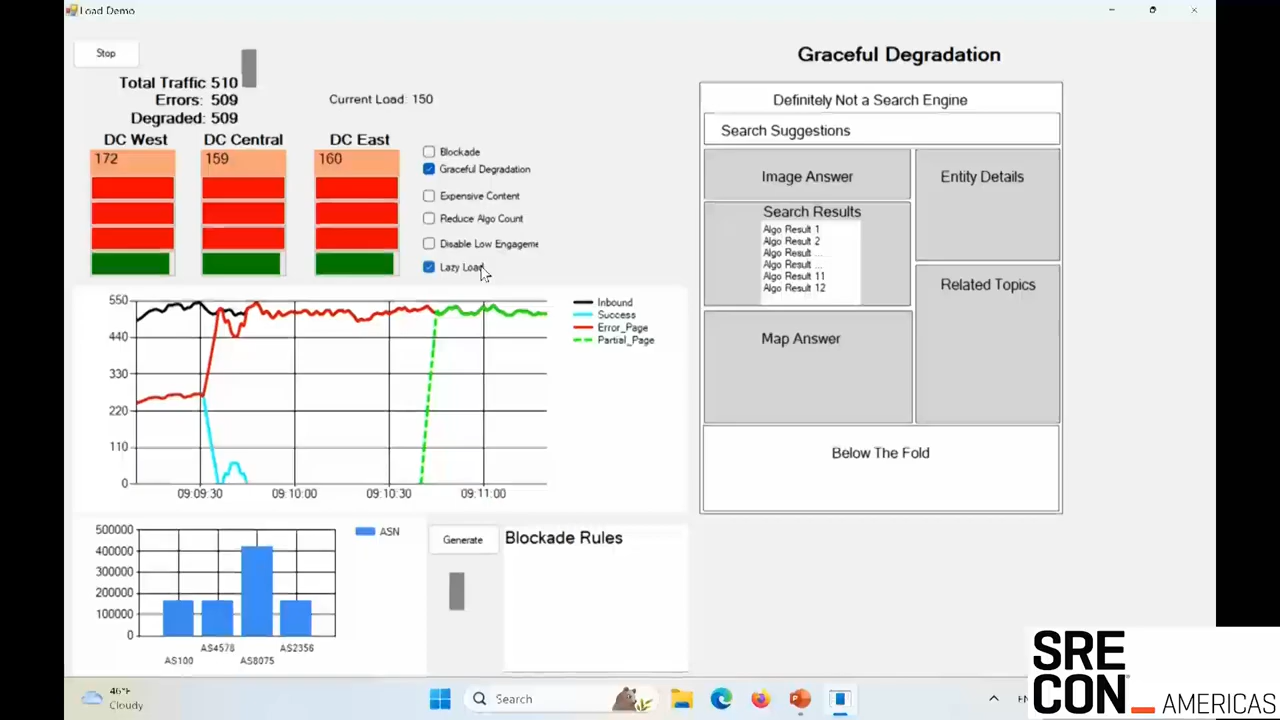 Load Demo
Stop
Total Traffic 510
Errors: 509
Degraded: 509
Current Load: 150
DC West
DC Central
DC East
172
159
160
Blockade
Graceful Degradation
Expensive Content
Reduce Algo Count
Disable Low Engageme
Lazy Load
Graceful Degradation
Definitely Not a Search Engine
Search Suggestions
Image Answer
Entity Details
Search Results
Algo Result 1
Algo Result 2
Algo Result ...
Algo Result ...
Algo Result 11
Algo Result 12
Related Topics
Map Answer
Below The Fold
550
440
330
220
110
0
09:09:30
09:10:00
09:10:30
09:11:00
Inbound
Success
Error_Page
Partial_Page
500000
400000
300000
200000
100000
0
AS100
AS4578
AS8075
AS2356
ASN
Generate
Blockade Rules
46°F
Cloudy
Search
SRE
CON_ AMERICAS